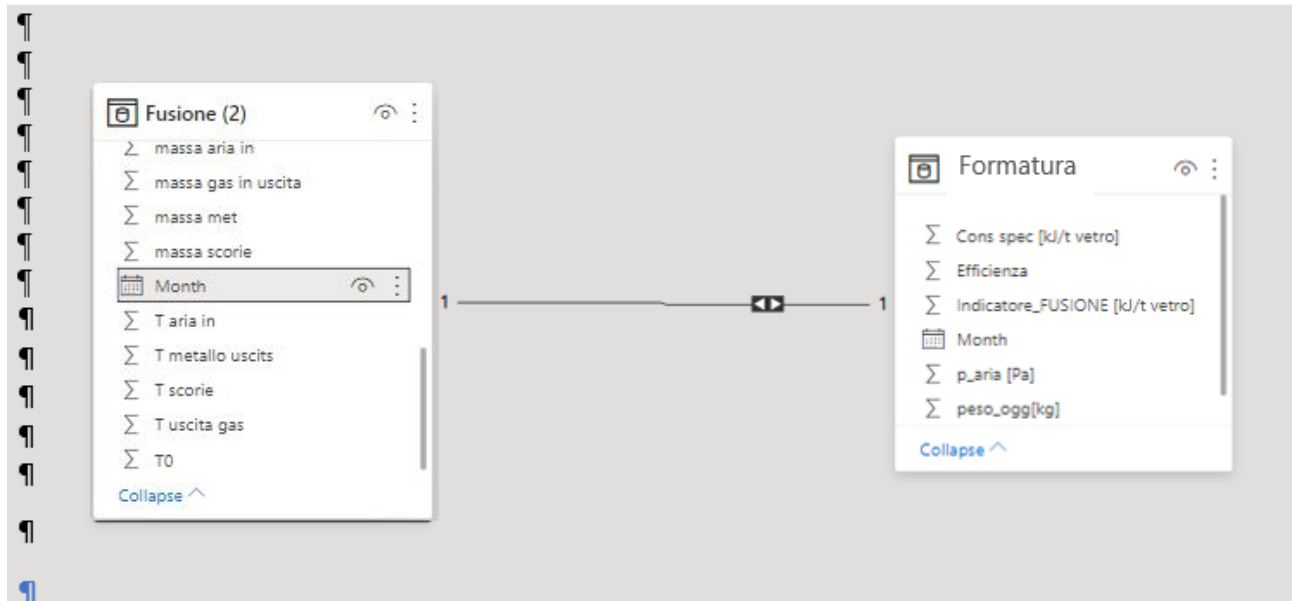 Fusione (2)
massa aria in
massa gas in uscita
massa met
massa scorie
Month
T aria in
T metallo uscits
T scorie
T uscita gas
T0
Collapse
1
1
Formatura
Cons spec [kJ/t vetro]
Efficienza
Indicatore_FUSIONE [kJ/t vetro]
Month
p_aria [Pa]
peso_ogg[kg]
Collapse